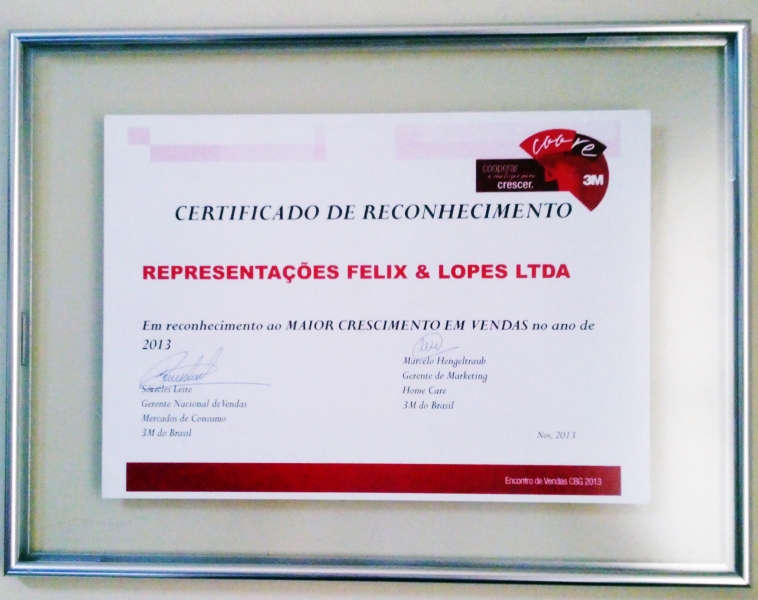 coo re
cooperar
crescer.
3M
CERTIFICADO DE RECONHECIMENTO
REPRESENTAÇÕES FELIX & LOPES LTDA
Em reconhecimento ao MAIOR CRESCIMENTO EM VENDAS no ano de
2013
Marcelo Hengeltraub
Gerente de Marketing
Home Care
3M do Brasil
Leite
Gerente Nacional deVendas
Mercados de Consumo
3M do Brasil
Nov, 2013
Encontro de Vendas CBG 2013